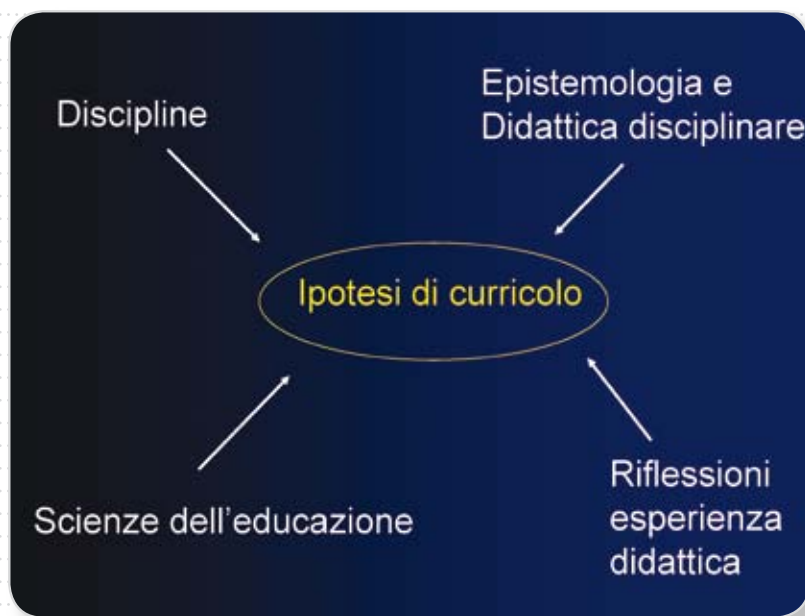 Discipline
Epistemologia e
Didattica disciplinare
Ipotesi di curricolo
Scienze dell'educazione
Riflessioni
esperienza
didattica